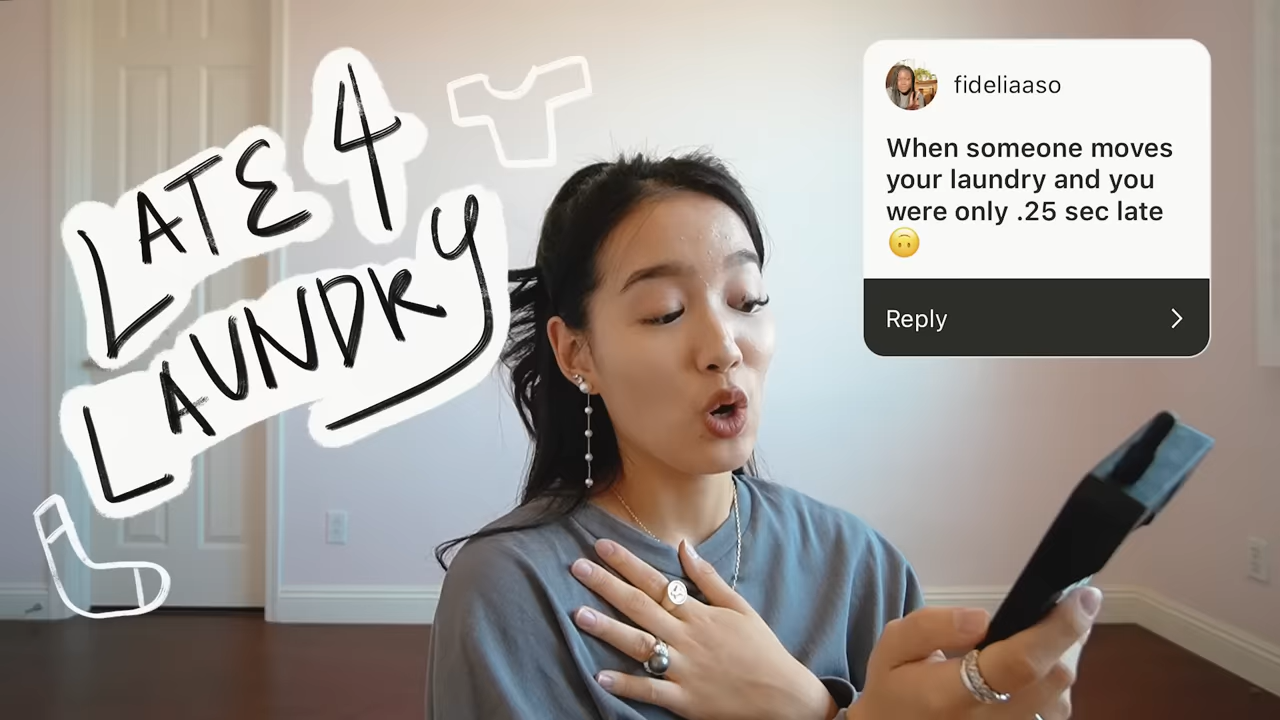 LATE 4
LAUNDRY
fideliaaso
When someone moves
your laundry and you
were only .25 sec late
🙃
Reply